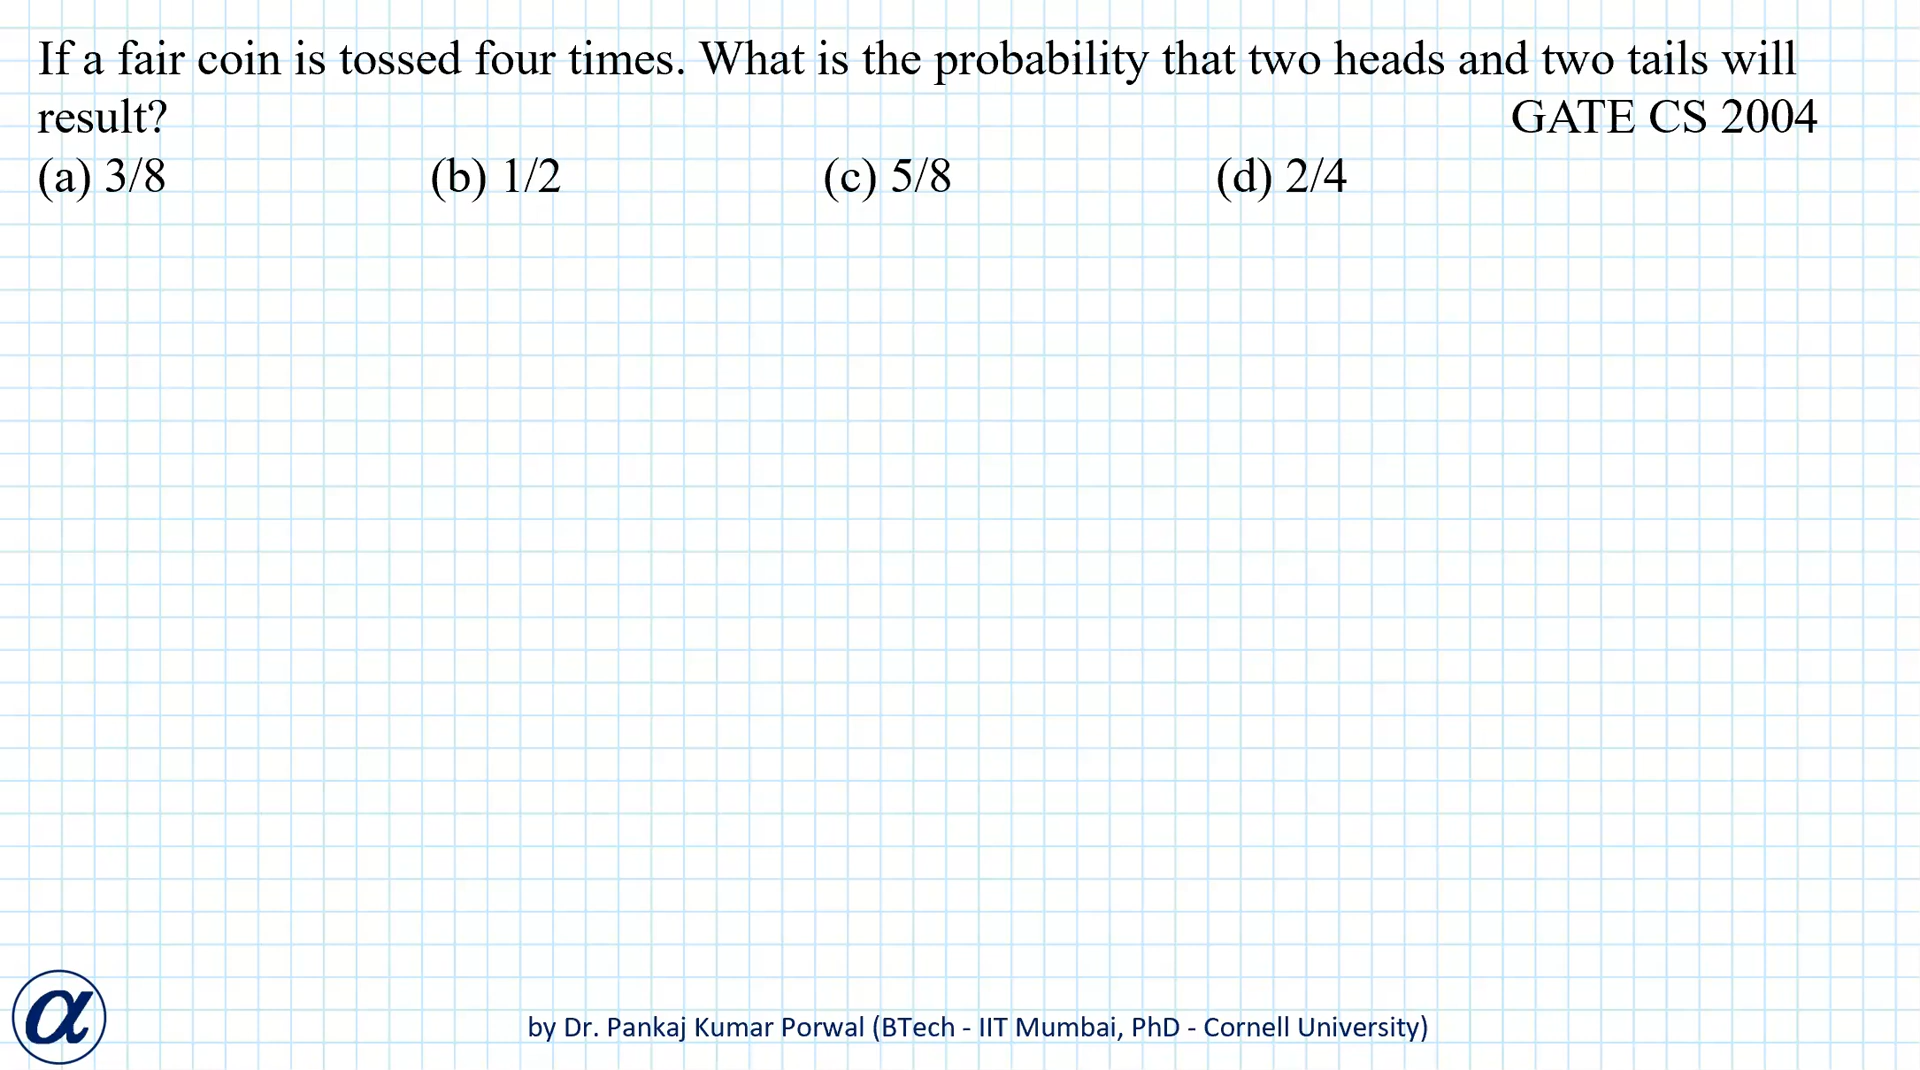 If a fair coin is tossed four times. What is the probability that two heads and two tails will
result? GATE CS 2004
(a) 3/8 (b) 1/2 (c) 5/8 (d) 2/4
α
by Dr. Pankaj Kumar Porwal (BTech - IIT Mumbai, PhD - Cornell University)